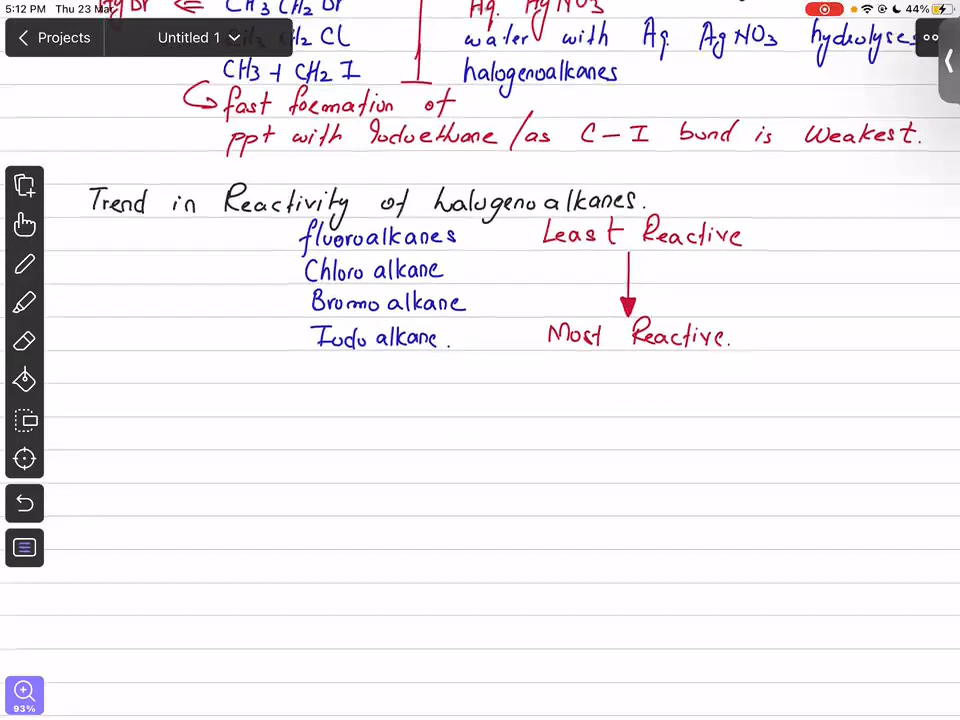 5:12 PM Thu 23 Mar
44%
Projects
Untitled 1
CH3 CH2 Br
Aq. AgNO3
CH2 Cl
water with Aq. AgNO3 hydrolyses
CH3 + CH2 I
halogenoalkanes
fast formation of
ppt with Iodoethane / as C - I bond is weakest.
Trend in Reactivity of halogenoalkanes.
fluoroalkanes Least Reactive
Chloro alkane
Bromo alkane
Iodo alkane. Most Reactive.
93%